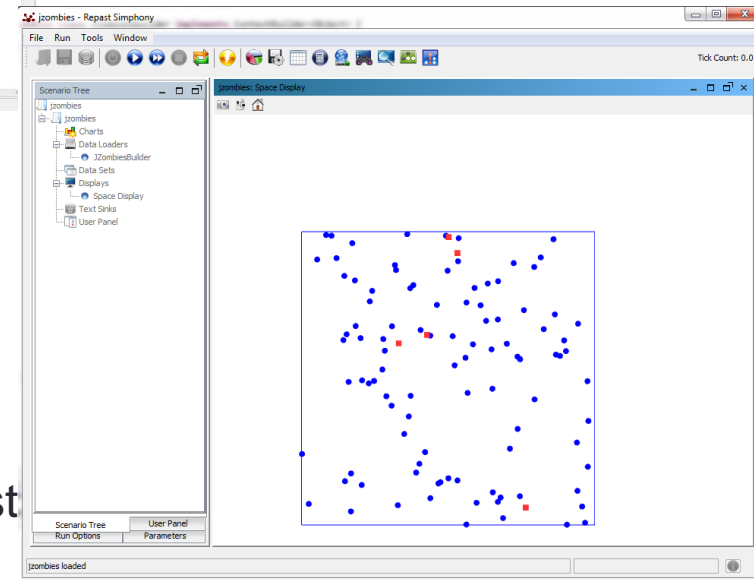 jzombies - Repast Simphony
File Run Tools Window
Tick Count: 0.0
Scenario Tree
jzombies
jzombies
Charts
Data Loaders
JZombiesBuilder
Data Sets
Displays
Space Display
Text Sinks
User Panel
jzombies: Space Display
st
Scenario Tree User Panel
Run Options Parameters
jzombies loaded